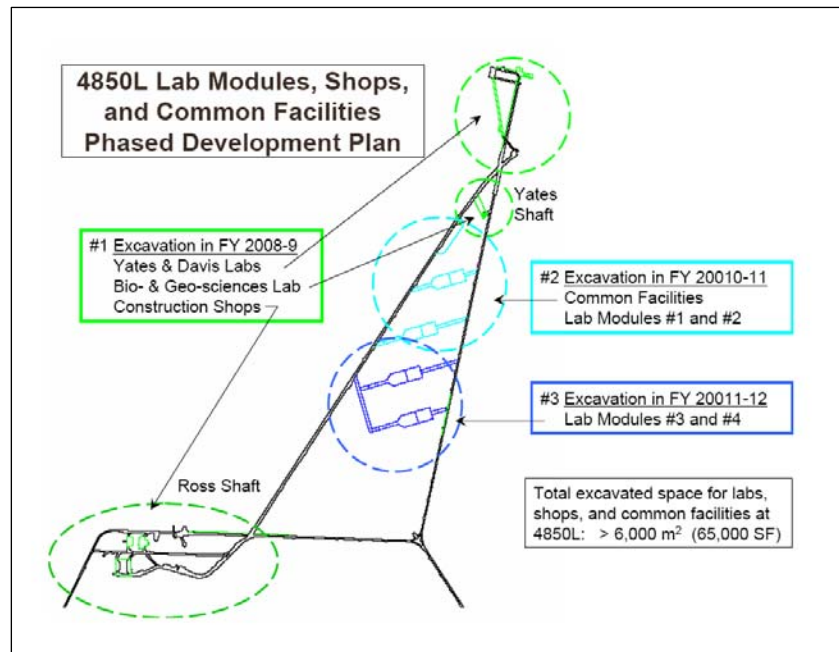 4850L Lab Modules, Shops,
and Common Facilities
Phased Development Plan
Yates
Shaft
#1 Excavation in FY 2008-9
Yates & Davis Labs
Bio- & Geo-sciences Lab
Construction Shops
#2 Excavation in FY 20010-11
Common Facilities
Lab Modules #1 and #2
#3 Excavation in FY 20011-12
Lab Modules #3 and #4
Ross Shaft
Total excavated space for labs,
shops, and common facilities at
4850L: > 6,000 m² (65,000 SF)